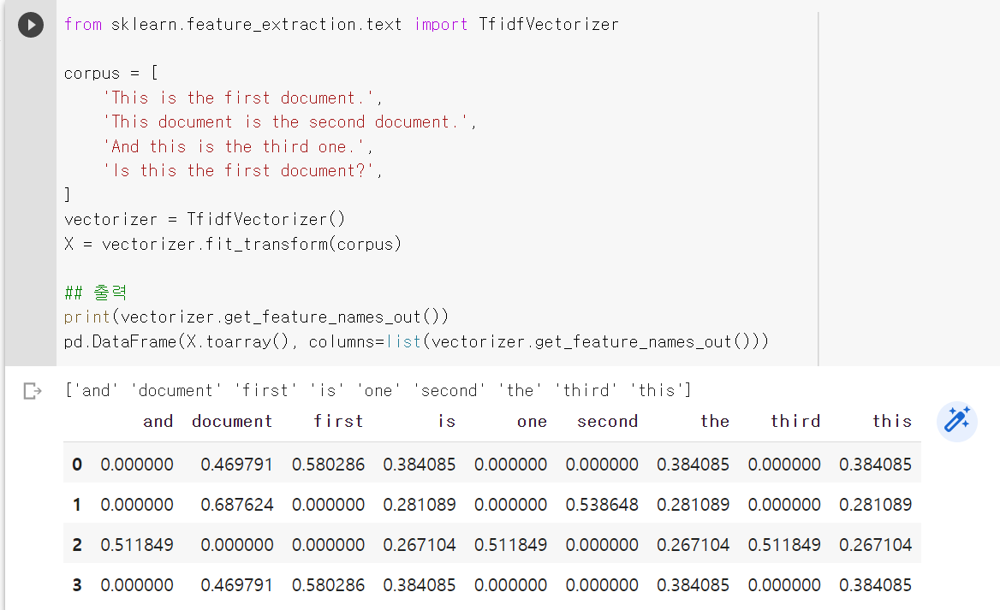 from sklearn.feature_extraction.text import TfidfVectorizer
corpus = [
'This is the first document.',
'This document is the second document.',
'And this is the third one.',
'Is this the first document?',
]
vectorizer = TfidfVectorizer()
X = vectorizer.fit_transform(corpus)
## 출력
print(vectorizer.get_feature_names_out())
pd.DataFrame(X.toarray(), columns=list(vectorizer.get_feature_names_out()))
['and' 'document' 'first' 'is' 'one' 'second' 'the' 'third' 'this']
and document first is one second the third this
0 0.000000 0.469791 0.580286 0.384085 0.000000 0.000000 0.384085 0.000000 0.384085
1 0.000000 0.687624 0.000000 0.281089 0.000000 0.538648 0.281089 0.000000 0.281089
2 0.511849 0.000000 0.000000 0.267104 0.511849 0.000000 0.267104 0.511849 0.267104
3 0.000000 0.469791 0.580286 0.384085 0.000000 0.000000 0.384085 0.000000 0.384085